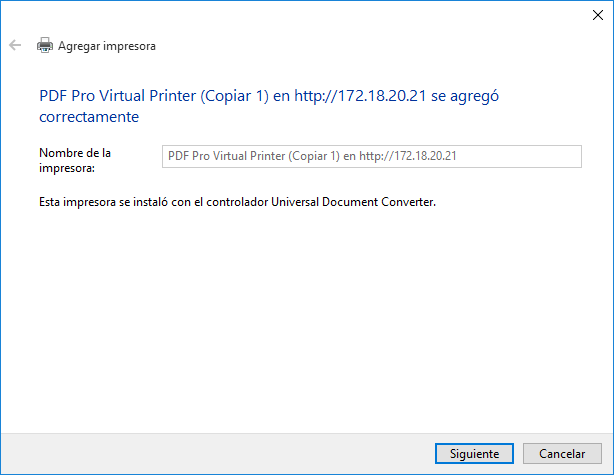 Agregar impresora
PDF Pro Virtual Printer (Copiar 1) en http://172.18.20.21 se agregó
correctamente
Nombre de la
impresora:
PDF Pro Virtual Printer (Copiar 1) en http://172.18.20.21
Esta impresora se instaló con el controlador Universal Document Converter.
Siguiente
Cancelar